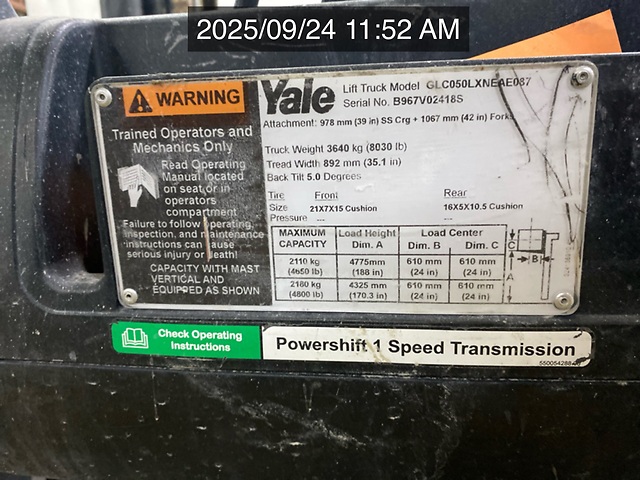 2025/09/24 11:52 AM
WARNING
Trained Operators and
Mechanics Only
Read Operating
Manual located
on seat or in
operators
compartment
Failure to follow operating,
inspection, and maintenance
instructions can cause
serious injury or death!
CAPACITY WITH MAST
VERTICAL AND
EQUIPPED AS SHOWN
Yale
Lift Truck Model GLC050LXNEAE087
Serial No. B967V02418S
Attachment: 978 mm (39 in) SS Crg + 1067 mm (42 in) Forks
Truck Weight 3640 kg (8030 lb)
Tread Width 892 mm (35.1 in)
Back Tilt 5.0 Degrees
Tire Front Rear
Size 21X7X15 Cushion 16X5X10.5 Cushion
Pressure --- ---
MAXIMUM CAPACITY Load Height Dim. A Load Center Dim. B Dim. C
2110 kg (4650 lb) 4775mm (188 in) 610 mm (24 in) 610 mm (24 in)
2180 kg (4800 lb) 4325 mm (170.3 in) 610 mm (24 in) 610 mm (24 in)
C
B
A
Check Operating
Instructions
Powershift 1 Speed Transmission